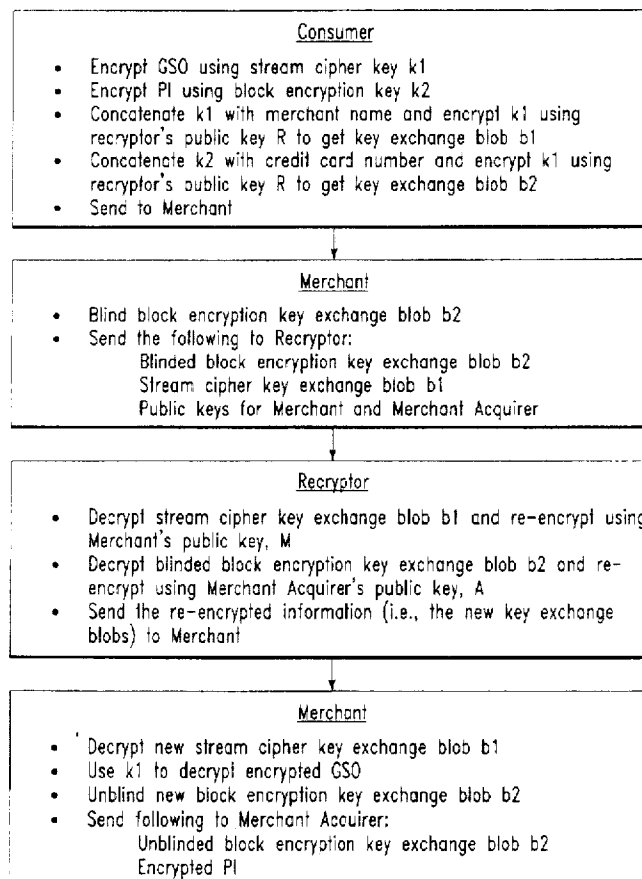 Consumer
• Encrypt GSO using stream cipher key k1
• Encrypt PI using block encryption key k2
• Concatenate k1 with merchant name and encrypt k1 using
recryptor's public key R to get key exchange blob b1
• Concatenate k2 with credit card number and encrypt k1 using
recryptor's public key R to get key exchange blob b2
• Send to Merchant
Merchant
• Blind block encryption key exchange blob b2
• Send the following to Recryptor:
Blinded block encryption key exchange blob b2
Stream cipher key exchange blob b1
Public keys for Merchant and Merchant Acquirer
Recryptor
• Decrypt stream cipher key exchange blob b1 and re-encrypt using
Merchant's public key, M
• Decrypt blinded block encryption key exchange blob b2 and re-
encrypt using Merchant Acquirer's public key, A
• Send the re-encrypted information (i.e., the new key exchange
blobs) to Merchant
Merchant
• Decrypt new stream cipher key exchange blob b1
• Use k1 to decrypt encrypted GSO
• Unblind new block encryption key exchange blob b2
• Send following to Merchant Acquirer:
Unblinded block encryption key exchange blob b2
Encrypted PI